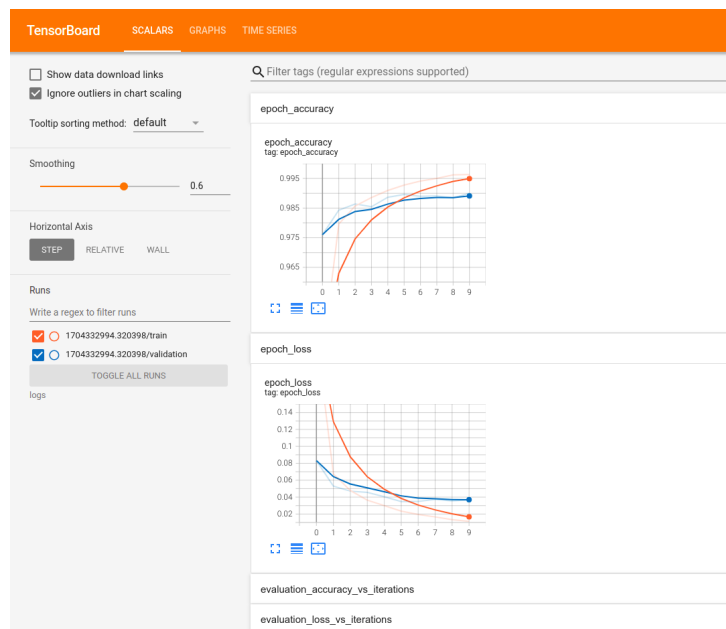 TensorBoard SCALARS GRAPHS TIME SERIES
Show data download links
Ignore outliers in chart scaling
Tooltip sorting method: default
Smoothing
0.6
Horizontal Axis
STEP RELATIVE WALL
Runs
Write a regex to filter runs
1704332994.320398/train
1704332994.320398/validation
TOGGLE ALL RUNS
logs
Filter tags (regular expressions supported)
epoch_accuracy
epoch_accuracy
tag: epoch_accuracy
0.995
0.985
0.975
0.965
0 1 2 3 4 5 6 7 8 9
epoch_loss
epoch_loss
tag: epoch_loss
0.14
0.12
0.1
0.08
0.06
0.04
0.02
0 1 2 3 4 5 6 7 8 9
evaluation_accuracy_vs_iterations
evaluation_loss_vs_iterations